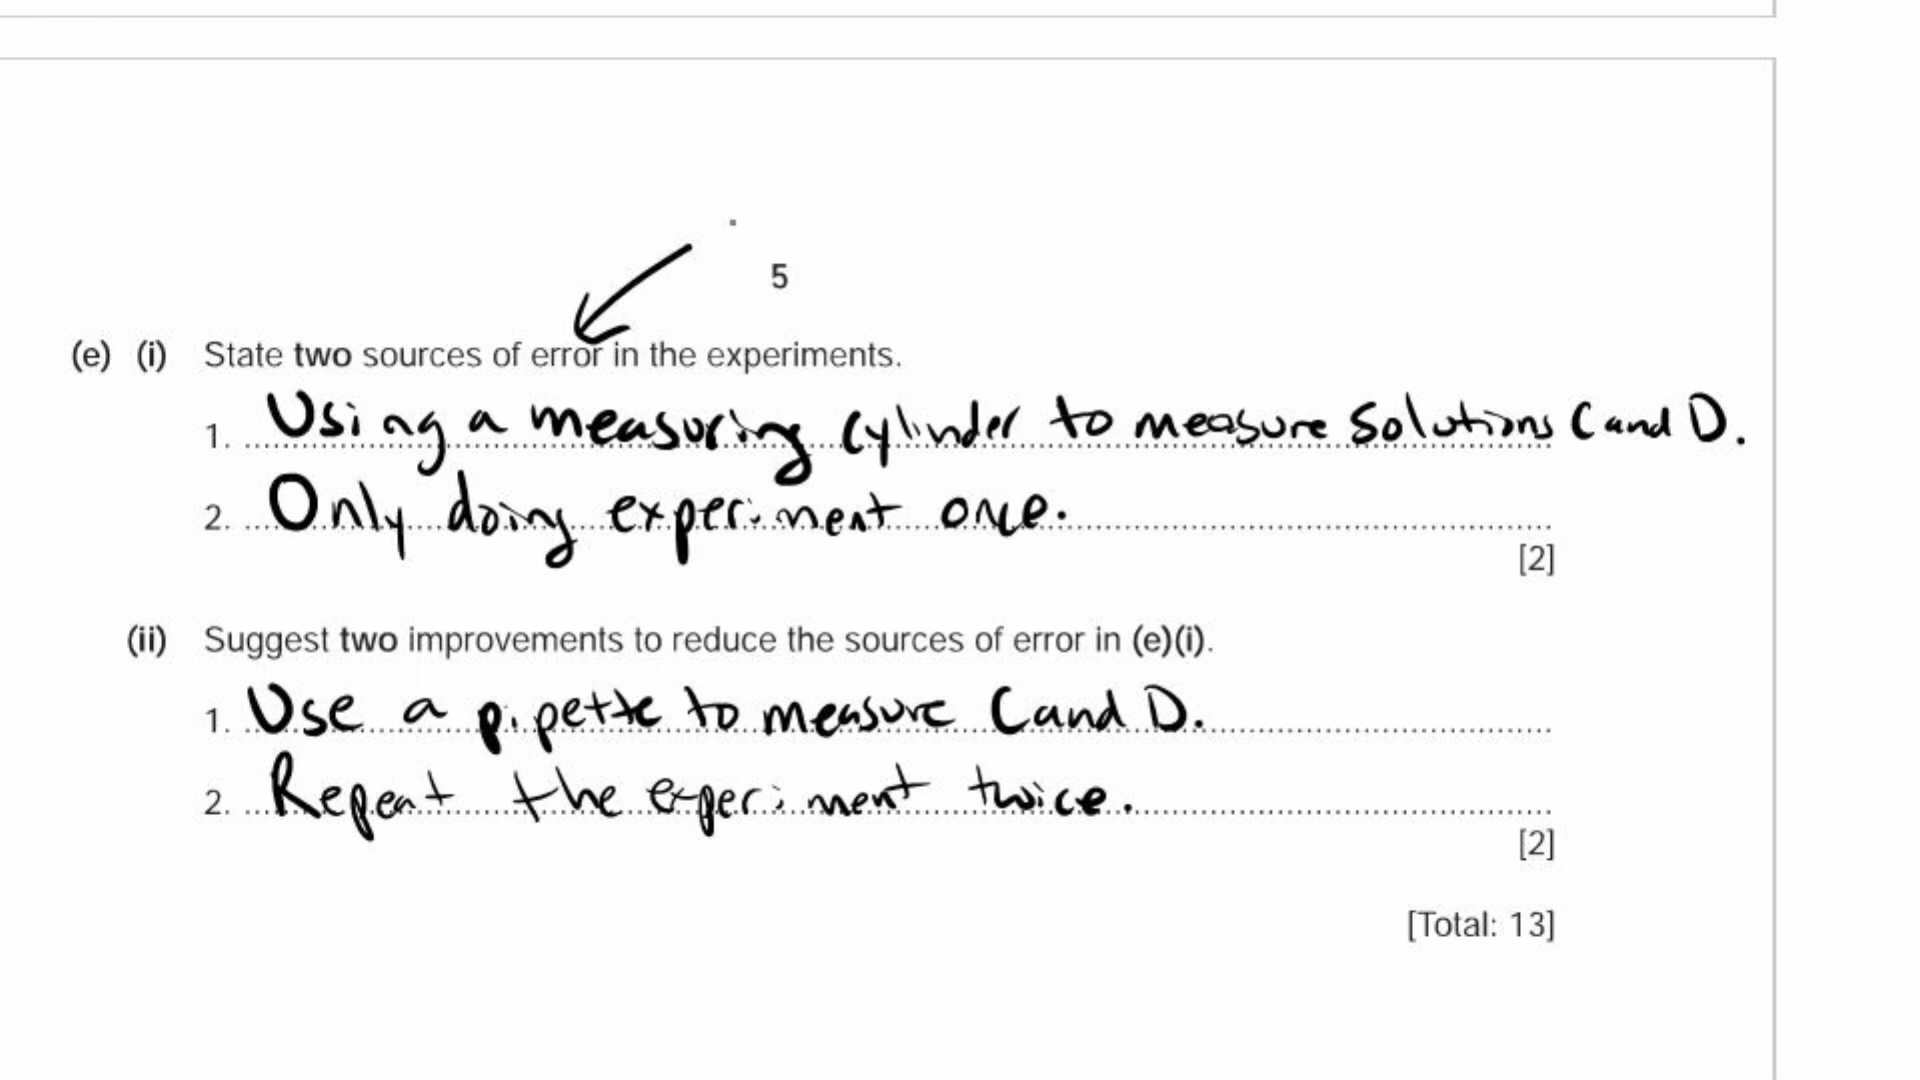 5
(e) (i) State two sources of error in the experiments.
1. Using a measuring cylinder to measure Solutions C and D.
2. Only doing experiment once.
[2]
(ii) Suggest two improvements to reduce the sources of error in (e)(i).
1. Use a pipette to measure C and D.
2. Repeat the experiment twice.
[2]
[Total: 13]